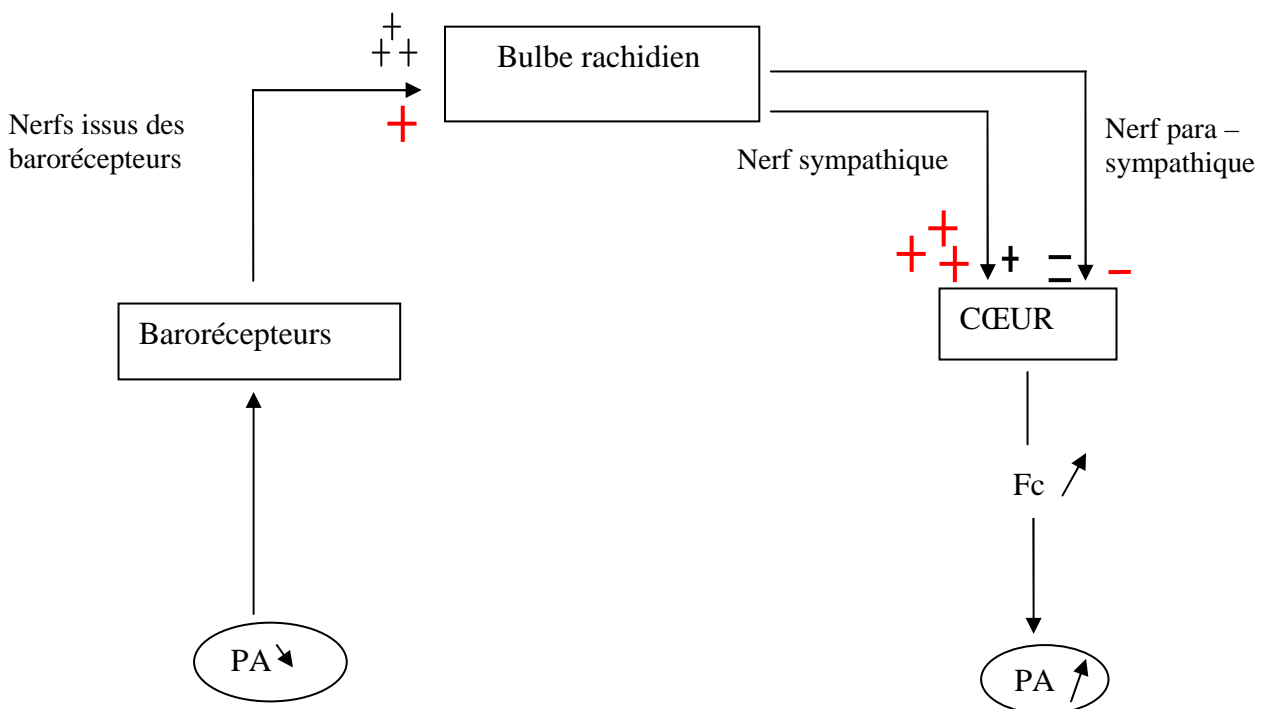 +
+ +
Bulbe rachidien
+
Nerfs issus des
barorécepteurs
Nerf sympathique
Nerf para –
sympathique
+
+ + + = −
Barorécepteurs
CŒUR
Fc
PA
PA